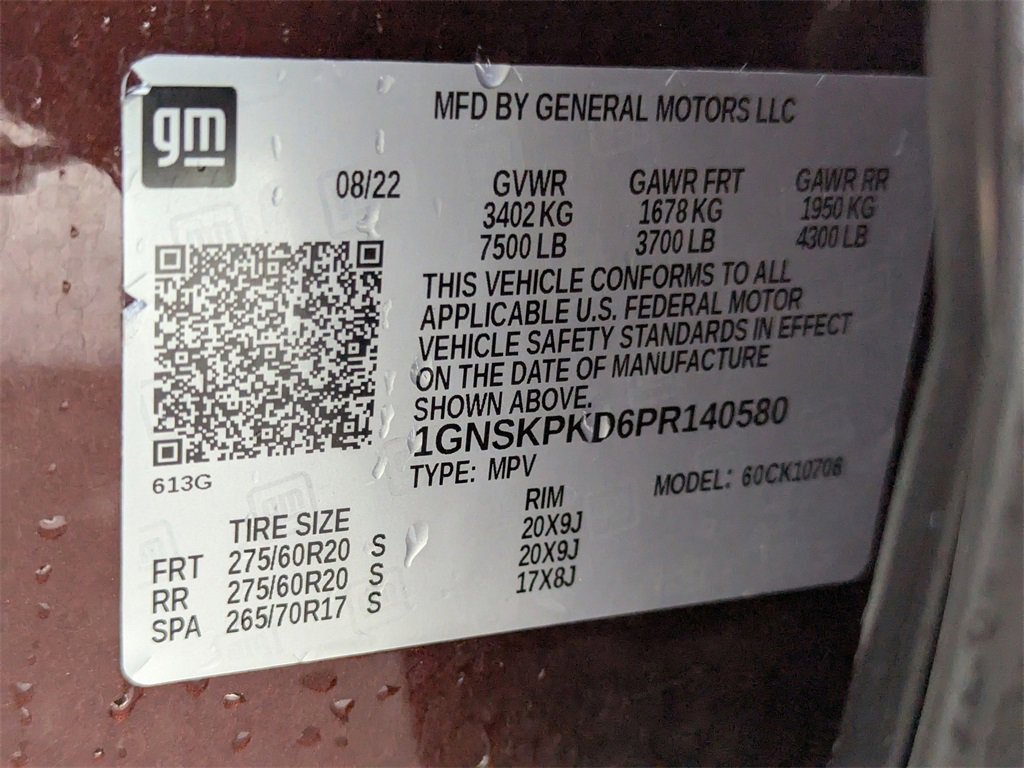 gm
MFD BY GENERAL MOTORS LLC
08/22 GVWR GAWR FRT GAWR RR
3402 KG 1678 KG 1950 KG
7500 LB 3700 LB 4300 LB
THIS VEHICLE CONFORMS TO ALL
APPLICABLE U.S. FEDERAL MOTOR
VEHICLE SAFETY STANDARDS IN EFFECT
ON THE DATE OF MANUFACTURE
SHOWN ABOVE.
1GNSKPKD6PR140580
TYPE: MPV MODEL: 60CK10706
613G
TIRE SIZE RIM
FRT 275/60R20 S 20X9J
RR 275/60R20 S 20X9J
SPA 265/70R17 S 17X8J